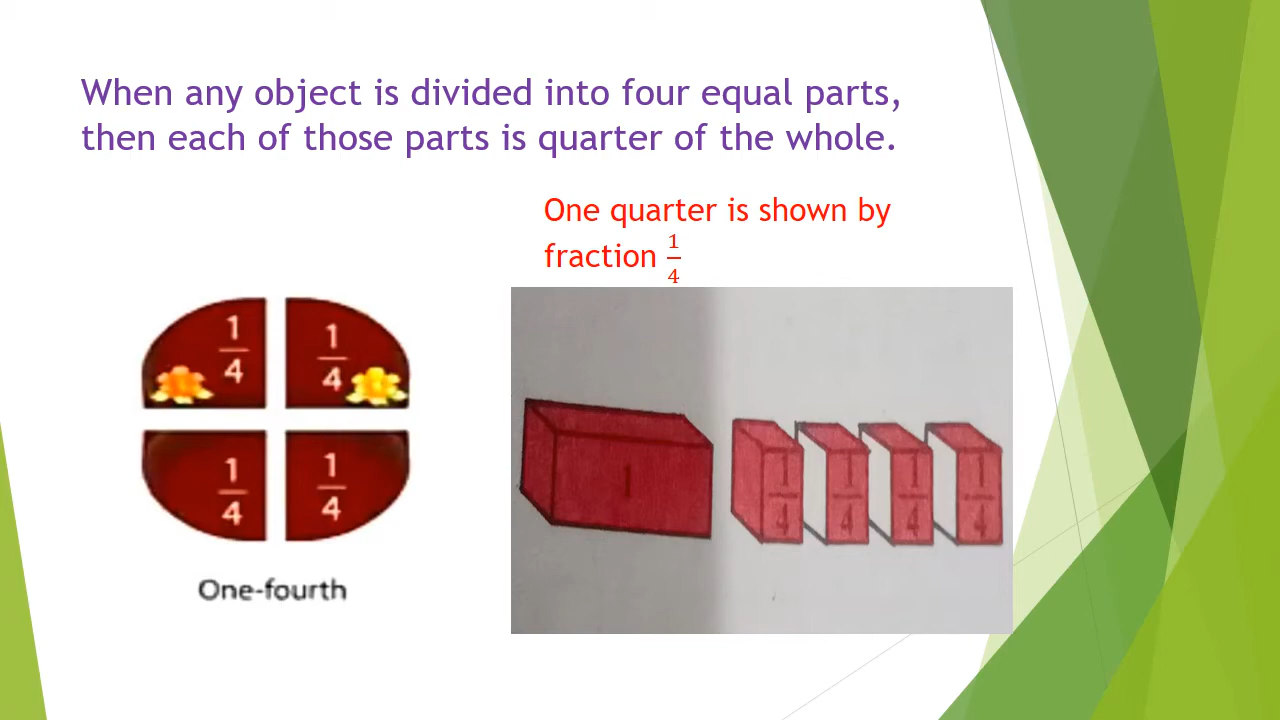 When any object is divided into four equal parts,
then each of those parts is quarter of the whole.
One quarter is shown by
fraction 1/4
1/4 1/4
1/4 1/4
One-fourth
1 1/4 1/4 1/4 1/4